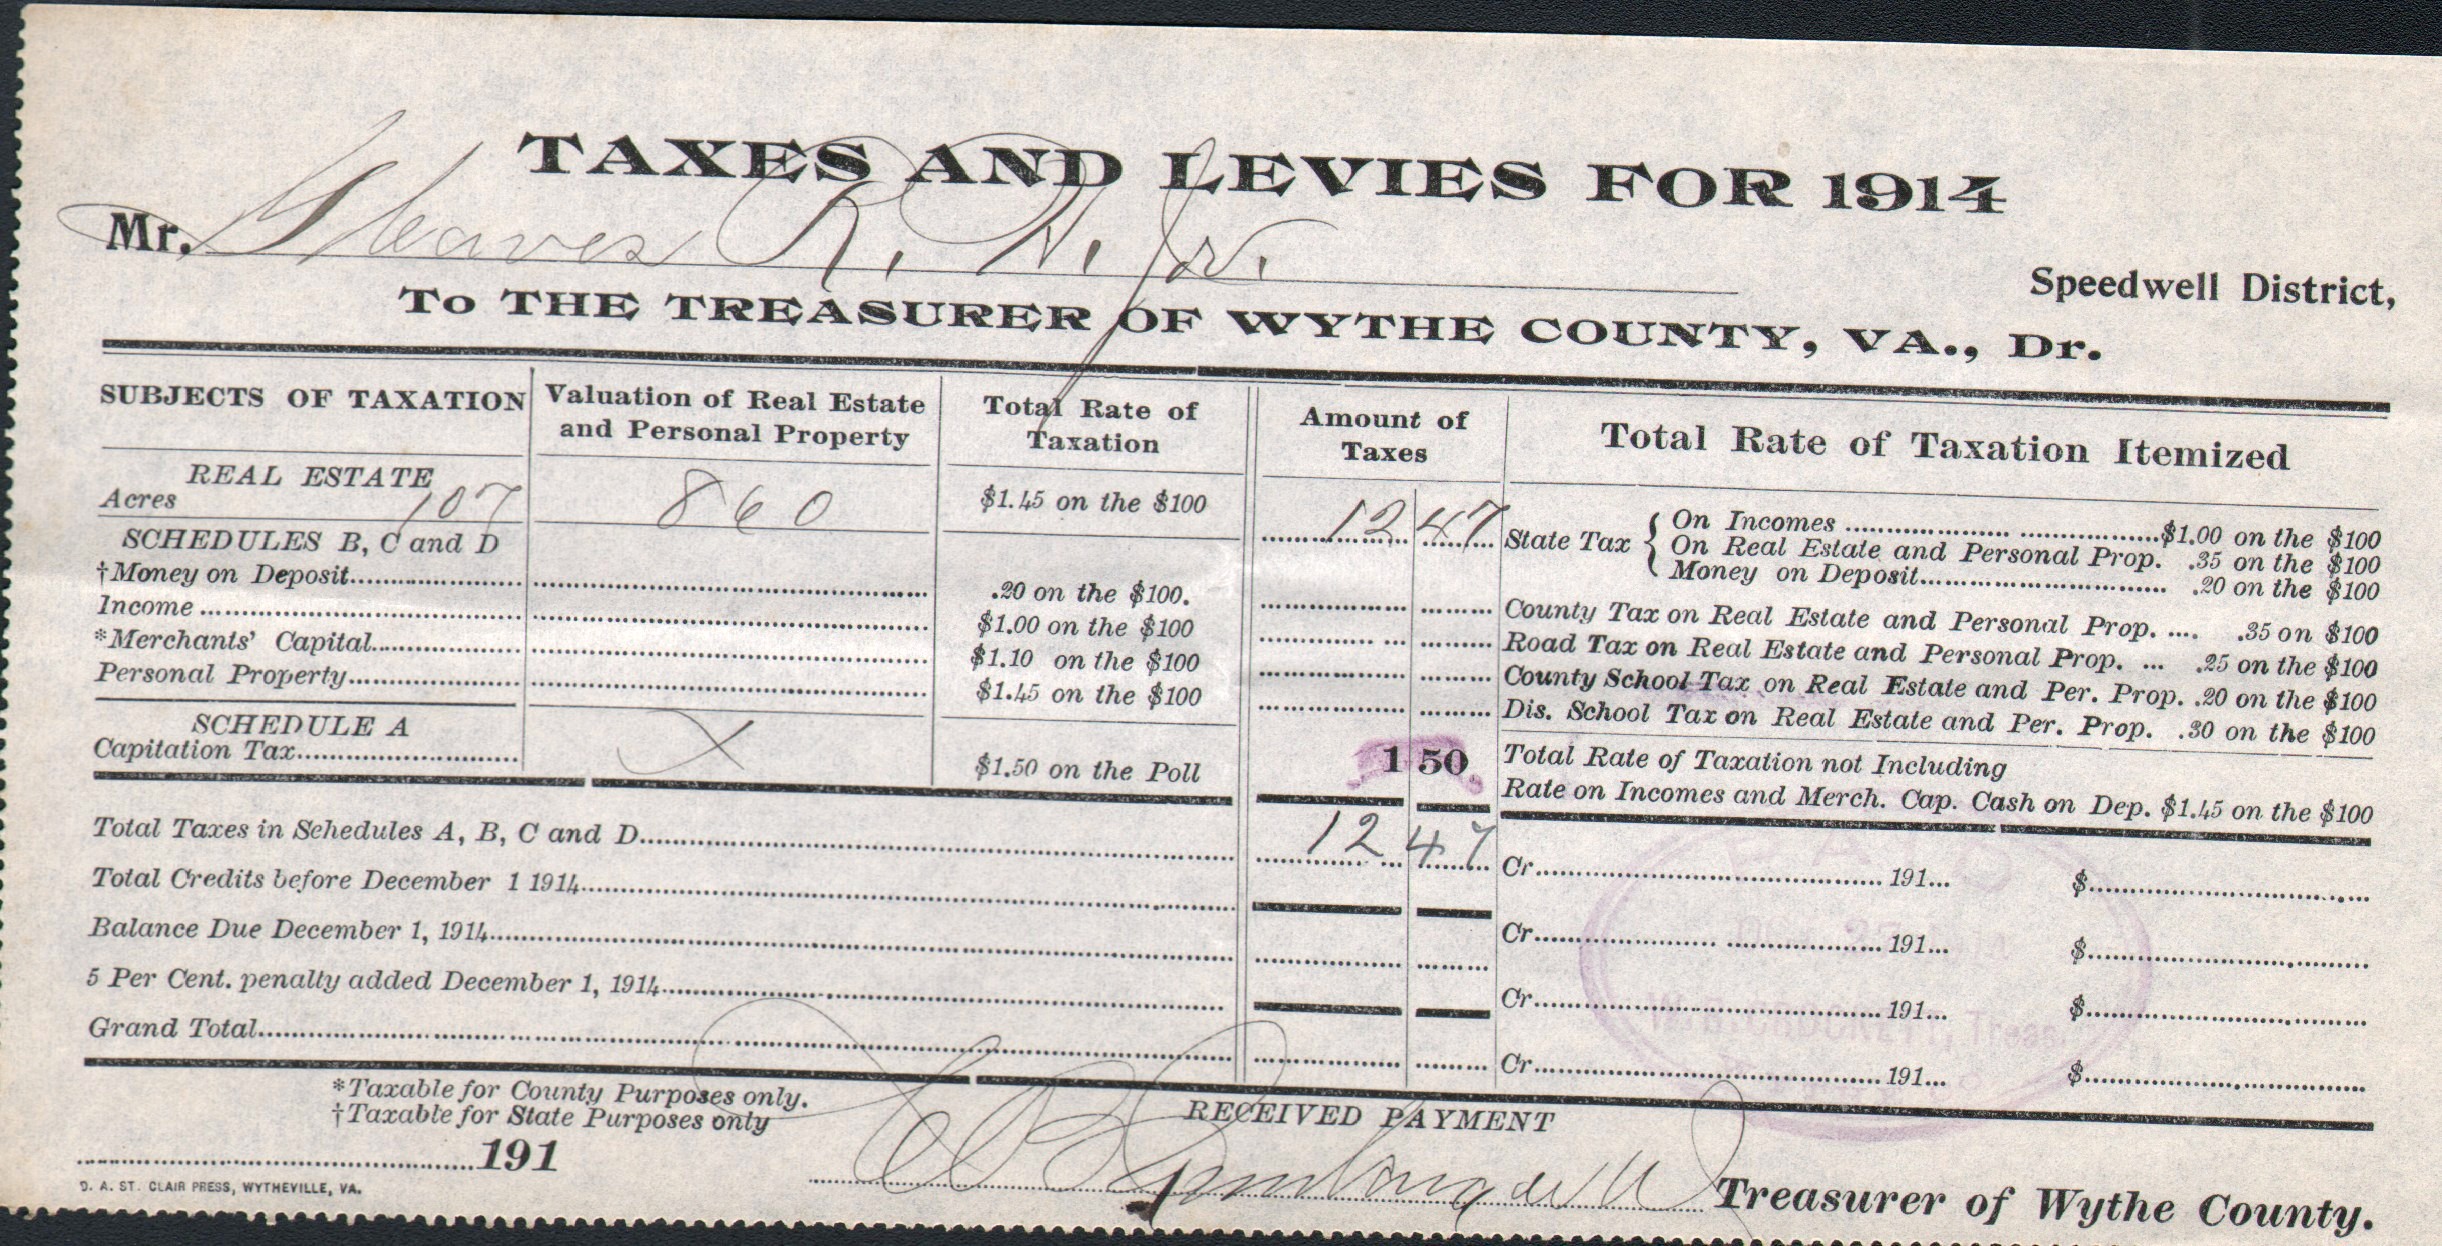 TAXES AND LEVIES FOR 1914
Mr. Gleaves R. H. Jr.
Speedwell District,
To THE TREASURER OF WYTHE COUNTY, VA., Dr.
SUBJECTS OF TAXATION
Valuation of Real Estate and Personal Property
Total Rate of Taxation
Amount of Taxes
Total Rate of Taxation Itemized
REAL ESTATE
Acres 107 860 $1.45 on the $100 12 47
SCHEDULES B, C and D
†Money on Deposit .20 on the $100.
Income $1.00 on the $100
*Merchants' Capital $1.10 on the $100
Personal Property $1.45 on the $100
SCHEDULE A
Capitation Tax X $1.50 on the Poll 1 50
State Tax { On Incomes $1.00 on the $100
On Real Estate and Personal Prop. .35 on the $100
Money on Deposit .20 on the $100
County Tax on Real Estate and Personal Prop. .... .35 on $100
Road Tax on Real Estate and Personal Prop. ... .25 on the $100
County School Tax on Real Estate and Per. Prop. .20 on the $100
Dis. School Tax on Real Estate and Per. Prop. .30 on the $100
Total Rate of Taxation not Including
Rate on Incomes and Merch. Cap. Cash on Dep. $1.45 on the $100
Total Taxes in Schedules A, B, C and D 12 47
Total Credits before December 1 1914
Balance Due December 1, 1914
5 Per Cent. penalty added December 1, 1914
Grand Total
Cr. 191... $
Cr. 191... $
Cr. 191... $
Cr. 191... $
CROCKETT, Treas.
*Taxable for County Purposes only.
†Taxable for State Purposes only
RECEIVED PAYMENT
191
Treasurer of Wythe County.
D. A. ST. CLAIR PRESS, WYTHEVILLE, VA.